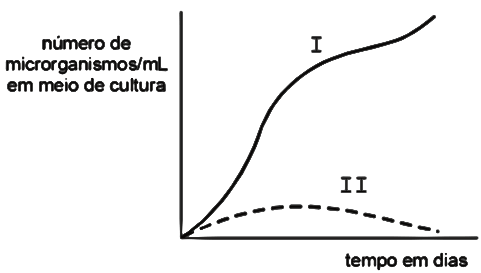 número de
microrganismos/mL
em meio de cultura
I
II
tempo em dias